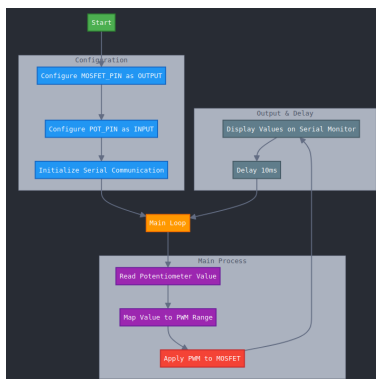 Start
Configuration
Configure MOSFET_PIN as OUTPUT
Configure POT_PIN as INPUT
Initialize Serial Communication
Output & Delay
Display Values on Serial Monitor
Delay 10ms
Main Loop
Main Process
Read Potentiometer Value
Map Value to PWM Range
Apply PWM to MOSFET